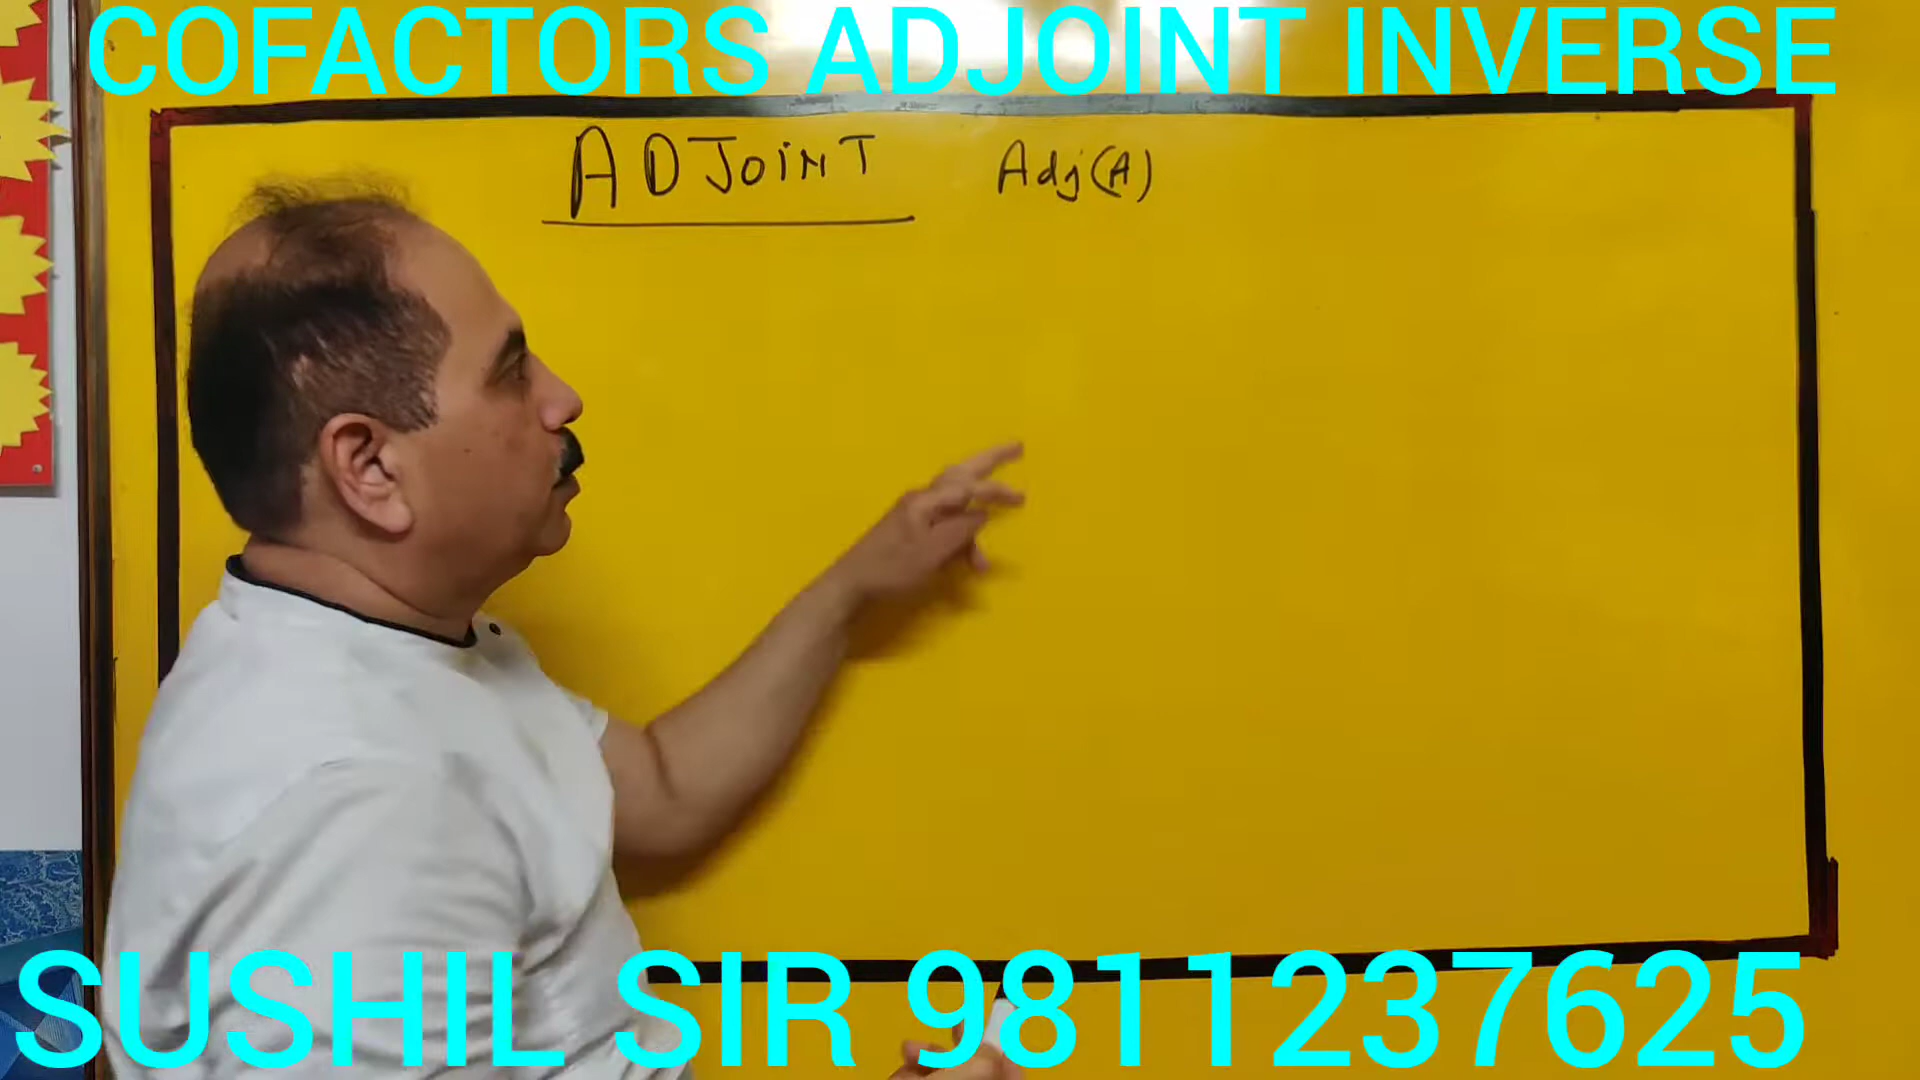 COFACTORS ADJOINT INVERSE
ADJOINT Adj(A)
SUSHIL SIR 9811237625